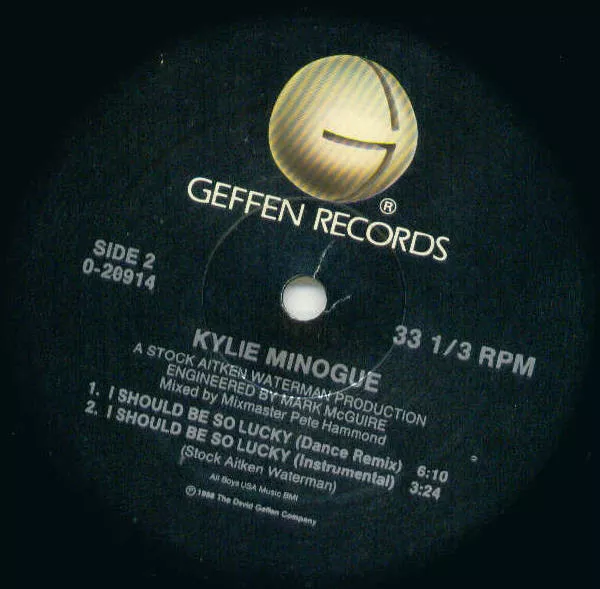 GEFFEN RECORDS ®
SIDE 2
0-20914
33 1/3 RPM
KYLIE MINOGUE
A STOCK AITKEN WATERMAN PRODUCTION
ENGINEERED BY MARK McGUIRE
Mixed by Mixmaster Pete Hammond
1. I SHOULD BE SO LUCKY (Dance Remix) 6:10
2. I SHOULD BE SO LUCKY (Instrumental) 3:24
(Stock Aitken Waterman)
All Boys USA Music BMI
℗ 1988 The David Geffen Company